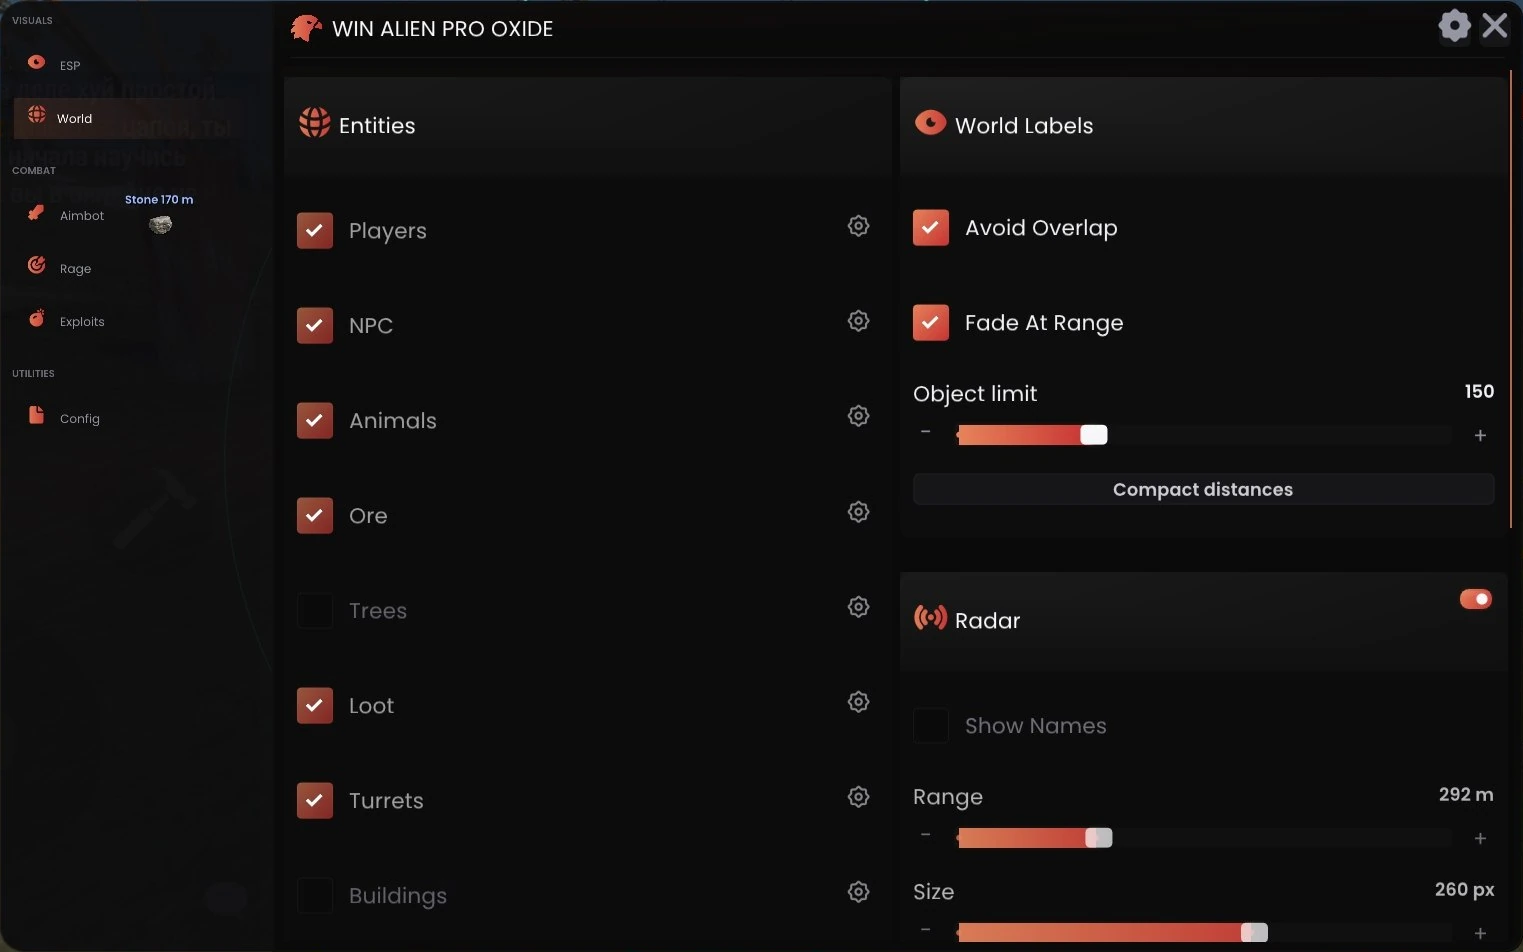 VISUALS
ESP
World
COMBAT
Stone 170 m
Aimbot
Rage
Exploits
UTILITIES
Config
WIN ALIEN PRO OXIDE
Entities
Players
NPC
Animals
Ore
Trees
Loot
Turrets
Buildings
World Labels
Avoid Overlap
Fade At Range
Object limit 150
- +
Compact distances
Radar
Show Names
Range 292 m
- +
Size 260 px
- +